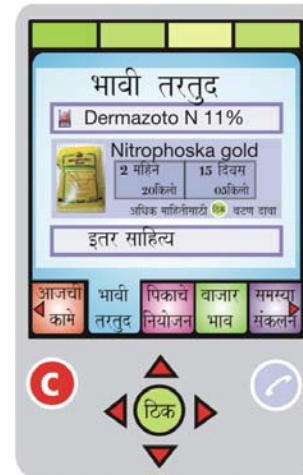 भावी तरतुद
Dermazoto N 11%
Nitrophoska gold
2 महिने 15 दिवस
20किलो 05किलो
अधिक माहितीसाठी ठिक बटण दाबा
इतर साहित्य
आजची भावी पिकाचे बाजार समस्या
कामे तरतुद नियोजन भाव संकलन
C
ठिक